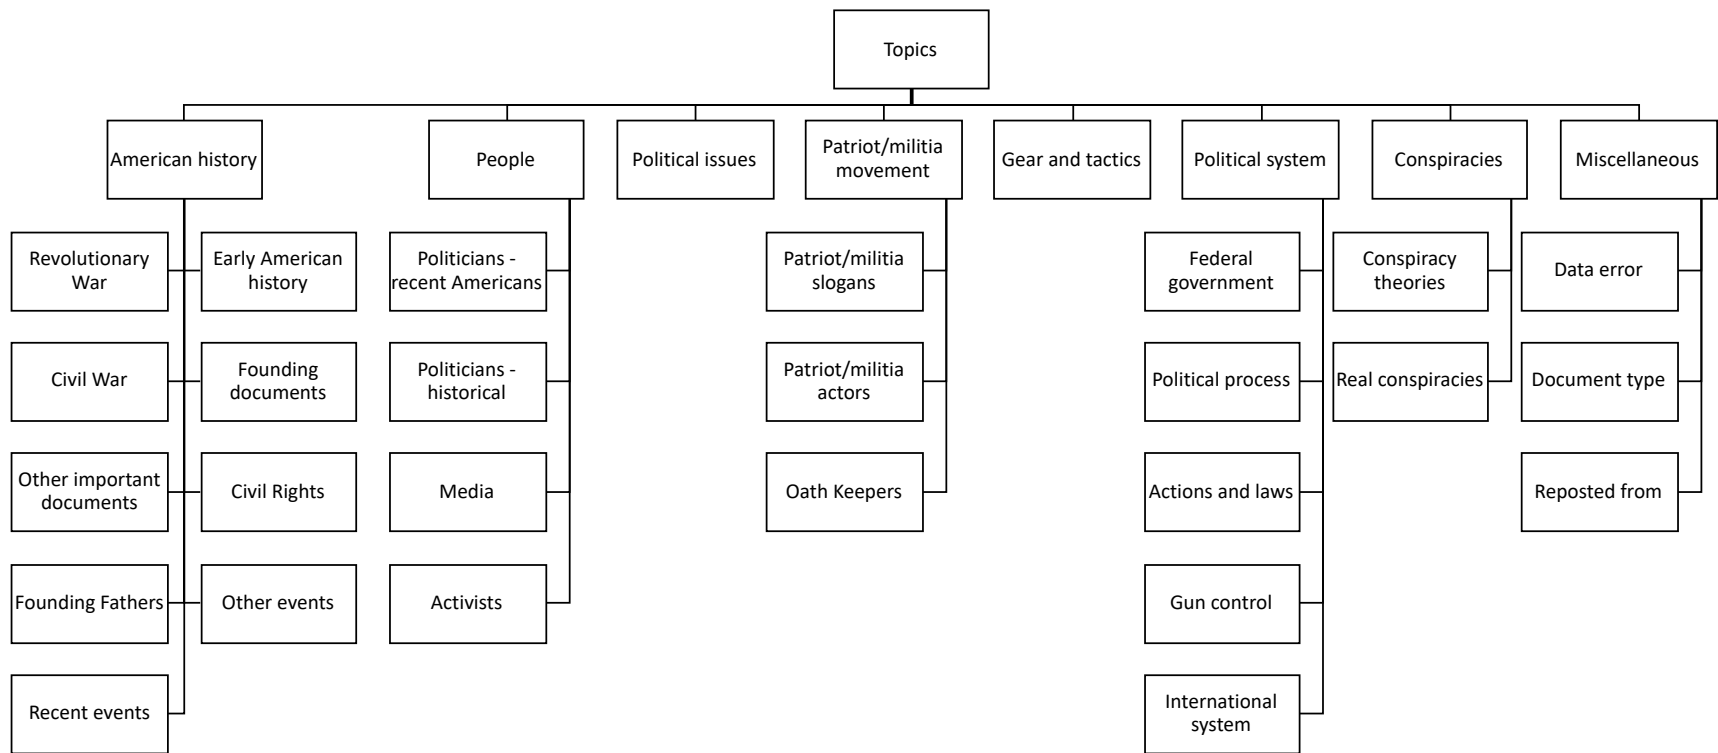 Topics
American history
People
Political issues
Patriot/militia
movement
Gear and tactics
Political system
Conspiracies
Miscellaneous
Revolutionary
War
Early American
history
Politicians -
recent Americans
Patriot/militia
slogans
Federal
government
Conspiracy
theories
Data error
Civil War
Founding
documents
Politicians -
historical
Patriot/militia
actors
Political process
Real conspiracies
Document type
Other important
documents
Civil Rights
Media
Oath Keepers
Actions and laws
Reposted from
Founding Fathers
Other events
Activists
Gun control
Recent events
International
system